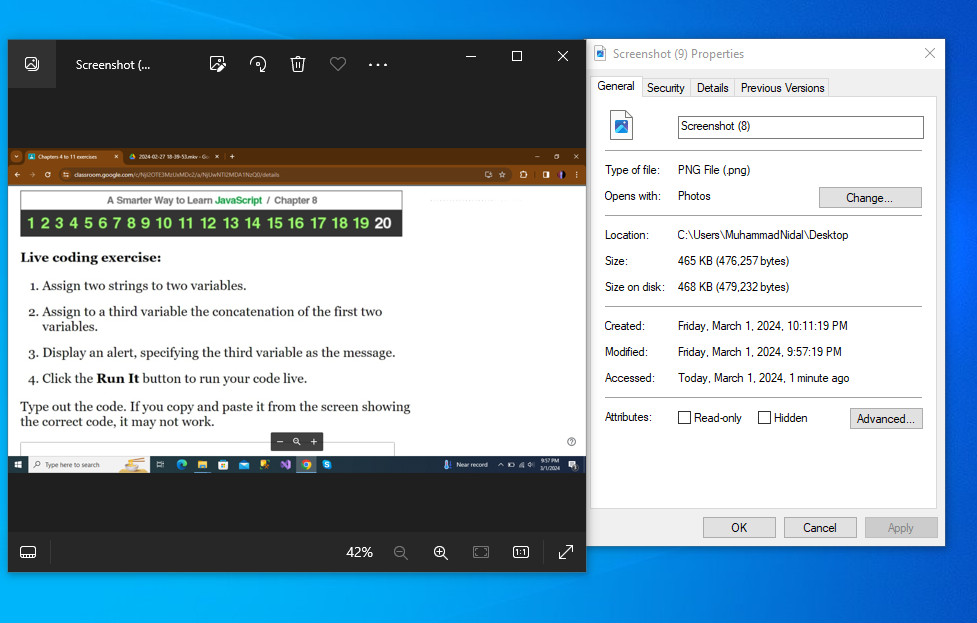 Screenshot (...
Chapters 4 to 11 exercises
2024-02-27 18-39-53.mkv - Go
A Smarter Way to Learn JavaScript / Chapter 8
1 2 3 4 5 6 7 8 9 10 11 12 13 14 15 16 17 18 19 20
Live coding exercise:
1. Assign two strings to two variables.
2. Assign to a third variable the concatenation of the first two
variables.
3. Display an alert, specifying the third variable as the message.
4. Click the Run It button to run your code live.
Type out the code. If you copy and paste it from the screen showing
the correct code, it may not work.
Type here to search
Near record
9:57 PM
3/1/2024
42%
1:1
Screenshot (9) Properties
General Security Details Previous Versions
Screenshot (8)
Type of file: PNG File (.png)
Opens with: Photos Change...
Location: C:\Users\MuhammadNidal\Desktop
Size: 465 KB (476,257 bytes)
Size on disk: 468 KB (479,232 bytes)
Created: Friday, March 1, 2024, 10:11:19 PM
Modified: Friday, March 1, 2024, 9:57:19 PM
Accessed: Today, March 1, 2024, 1 minute ago
Attributes: Read-only Hidden Advanced...
OK Cancel Apply